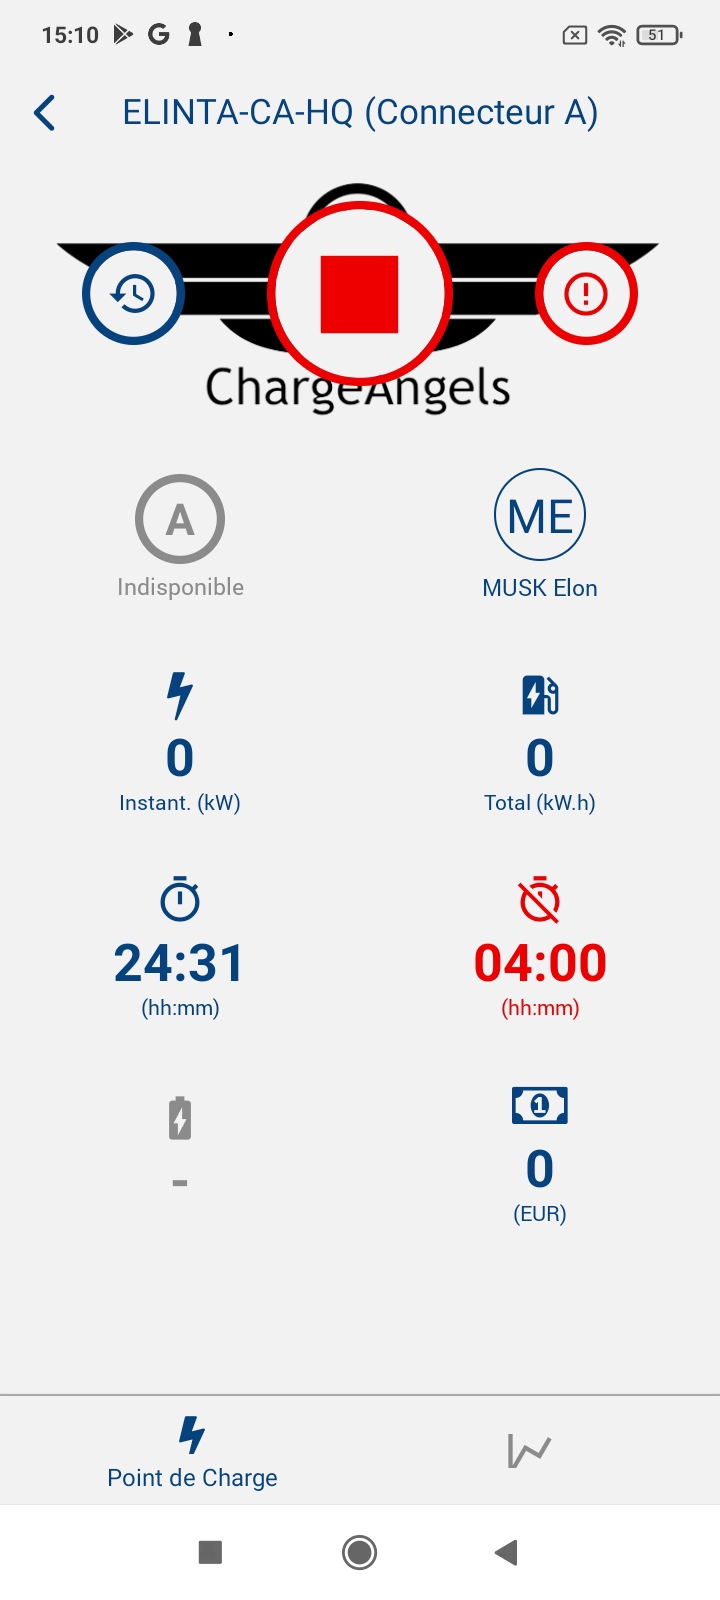 15:10 51
ELINTA-CA-HQ (Connecteur A)
ChargeAngels
A ME
Indisponible MUSK Elon
0 0
Instant. (kW) Total (kW.h)
24:31 04:00
(hh:mm) (hh:mm)
1
- 0
(EUR)
Point de Charge